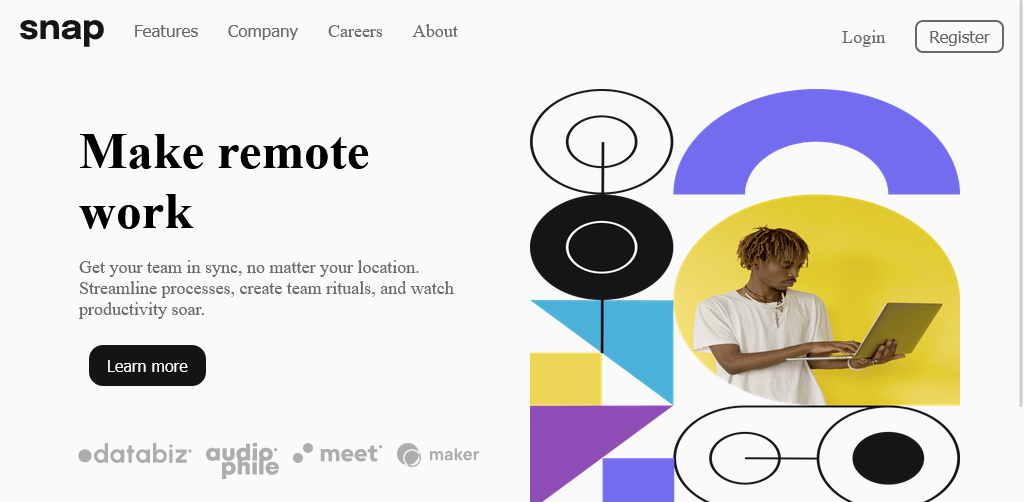 snap Features Company Careers About Login Register
Make remote
work
Get your team in sync, no matter your location.
Streamline processes, create team rituals, and watch
productivity soar.
Learn more
databiz audiophile meet maker